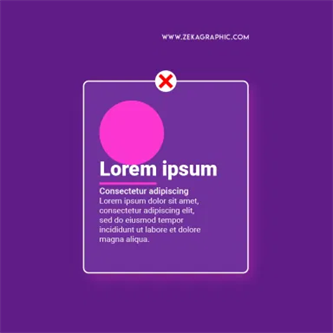 WWW.ZEKAGRAPHIC.COM
Lorem ipsum
Consectetur adipiscing
Lorem ipsum dolor sit amet,
consectetur adipiscing elit,
sed do eiusmod tempor
incididunt ut labore et dolore
magna aliqua.